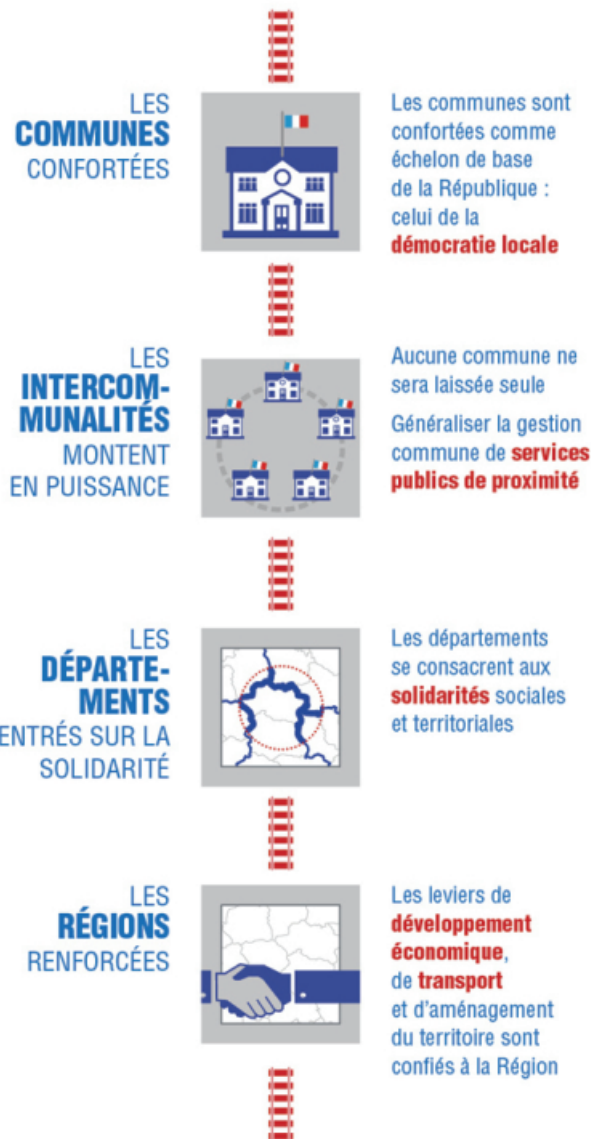 LES
COMMUNES
CONFORTÉES
Les communes sont
confortées comme
échelon de base
de la République :
celui de la
démocratie locale
LES
INTERCOM-
MUNALITÉS
MONTENT
EN PUISSANCE
Aucune commune ne
sera laissée seule
Généraliser la gestion
commune de services
publics de proximité
LES
DÉPARTE-
MENTS
ENTRÉS SUR LA
SOLIDARITÉ
Les départements
se consacrent aux
solidarités sociales
et territoriales
LES
RÉGIONS
RENFORCÉES
Les leviers de
développement
économique,
de transport
et d'aménagement
du territoire sont
confiés à la Région